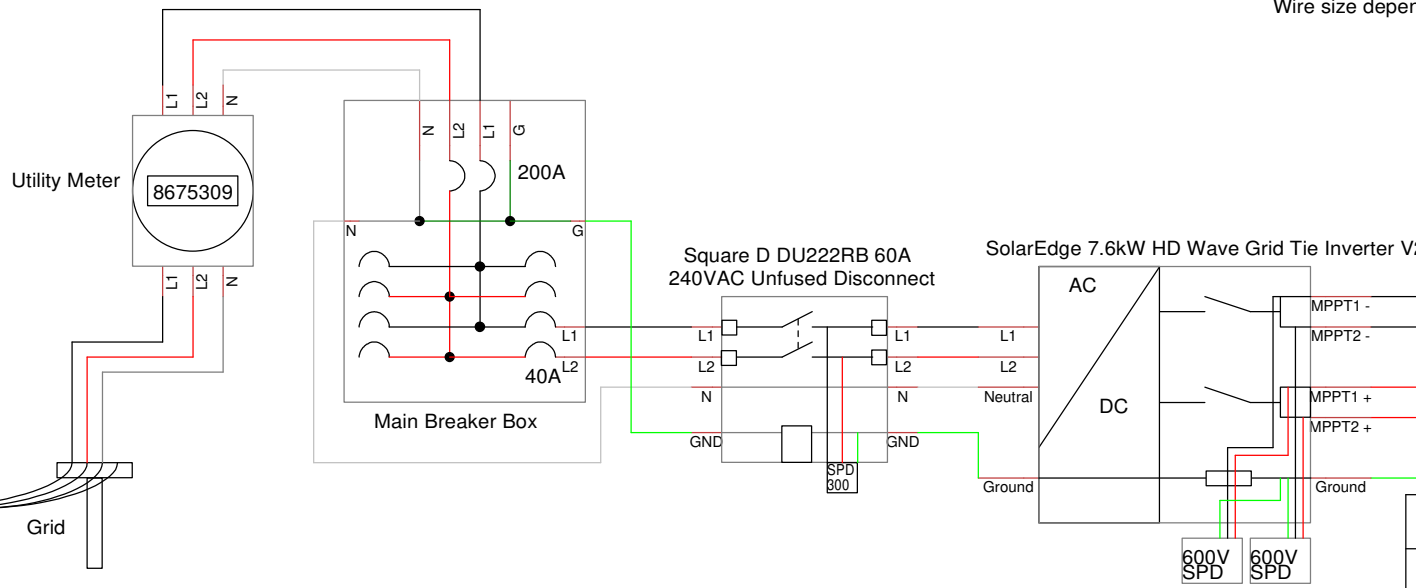 Wire size depen
L1 L2 N
N L2 L1 G
Utility Meter
8675309
200A
N G
L1 L2 N
Square D DU222RB 60A
240VAC Unfused Disconnect
SolarEdge 7.6kW HD Wave Grid Tie Inverter V2
AC
MPPT1 -
L1 L1 L1 L1
MPPT2 -
L2 L2 L2 L2
40A
N N Neutral
MPPT1 +
DC
Main Breaker Box
MPPT2 +
GND GND
SPD
300
Ground Ground
Grid
600V
SPD
600V
SPD